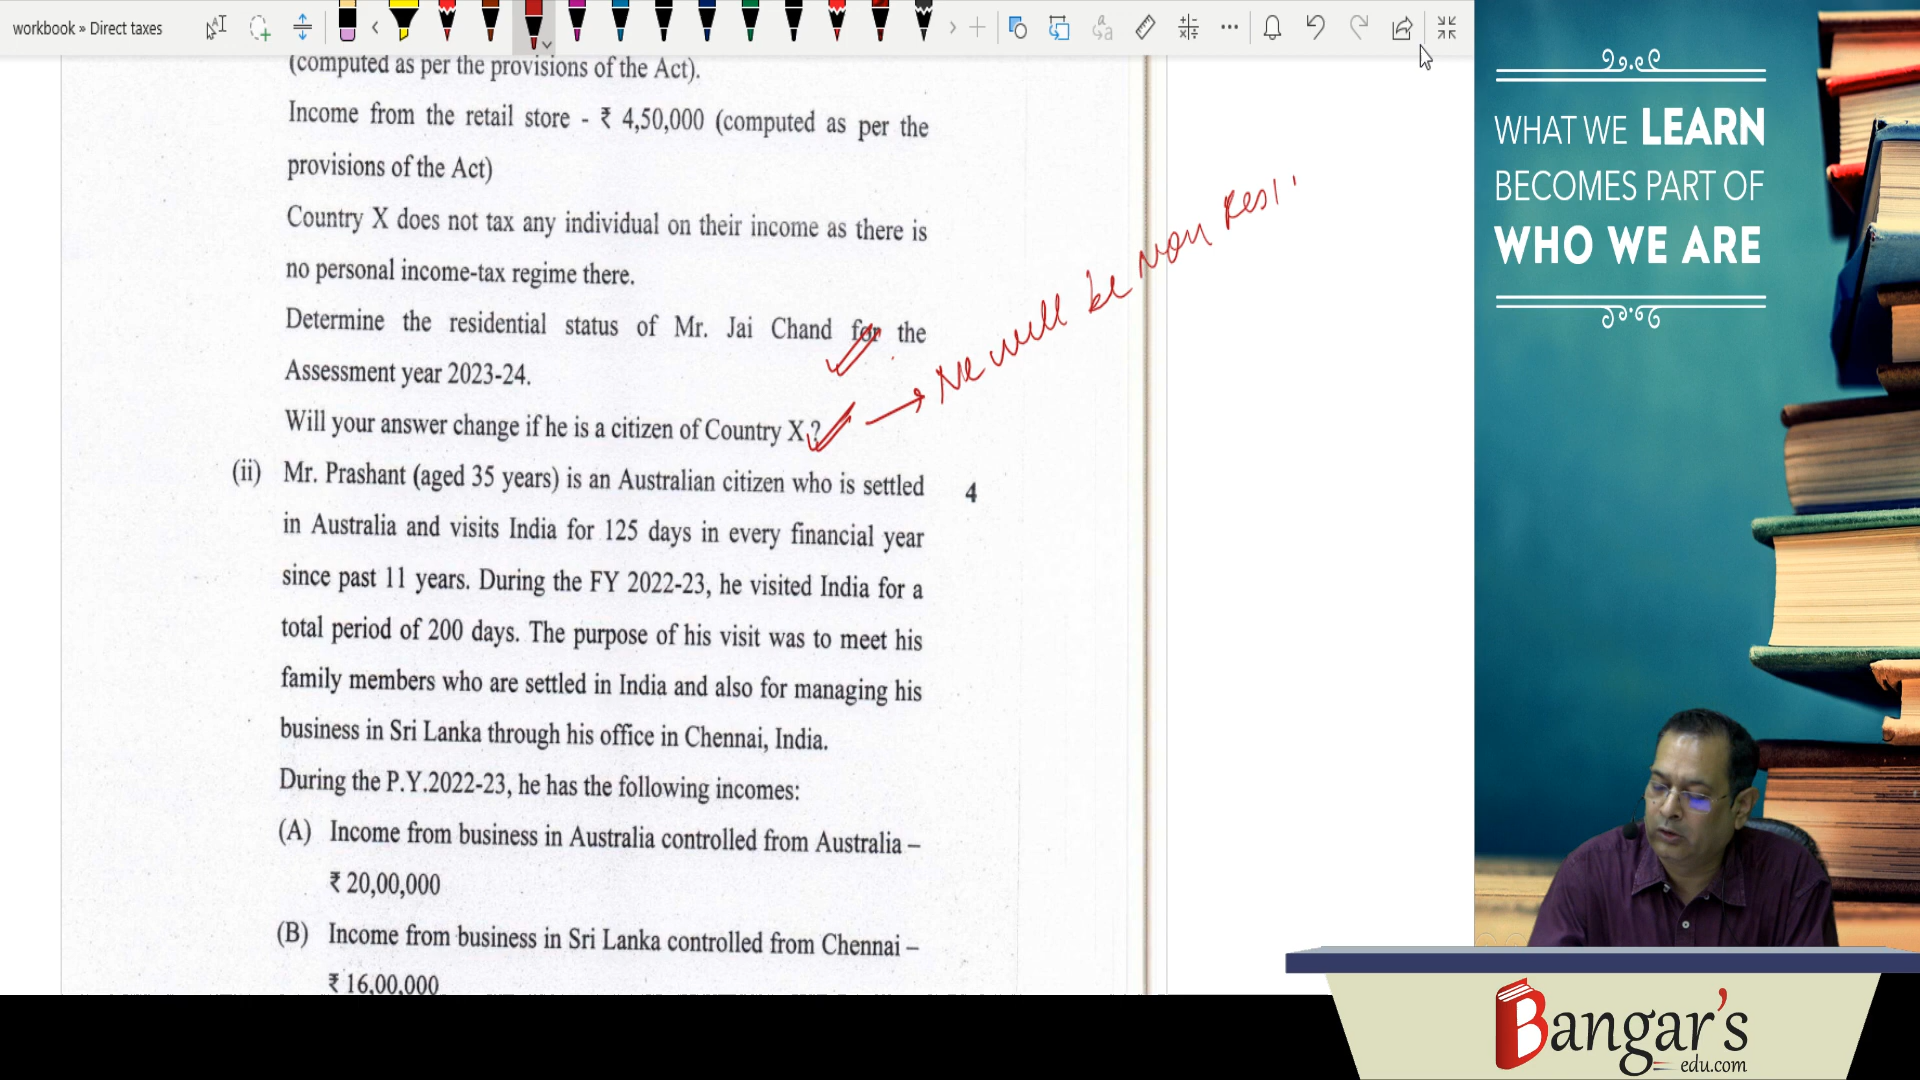 workbook » Direct taxes
(computed as per the provisions of the Act).
Income from the retail store - ₹ 4,50,000 (computed as per the
provisions of the Act)
Country X does not tax any individual on their income as there is
no personal income-tax regime there.
Determine the residential status of Mr. Jai Chand for the
Assessment year 2023-24.
Will your answer change if he is a citizen of Country X.?
→ He will be non Resi
(ii) Mr. Prashant (aged 35 years) is an Australian citizen who is settled 4
in Australia and visits India for 125 days in every financial year
since past 11 years. During the FY 2022-23, he visited India for a
total period of 200 days. The purpose of his visit was to meet his
family members who are settled in India and also for managing his
business in Sri Lanka through his office in Chennai, India.
During the P.Y.2022-23, he has the following incomes:
(A) Income from business in Australia controlled from Australia –
₹ 20,00,000
(B) Income from business in Sri Lanka controlled from Chennai –
₹ 16,00,000
WHAT WE LEARN
BECOMES PART OF
WHO WE ARE
Bangar's
edu.com